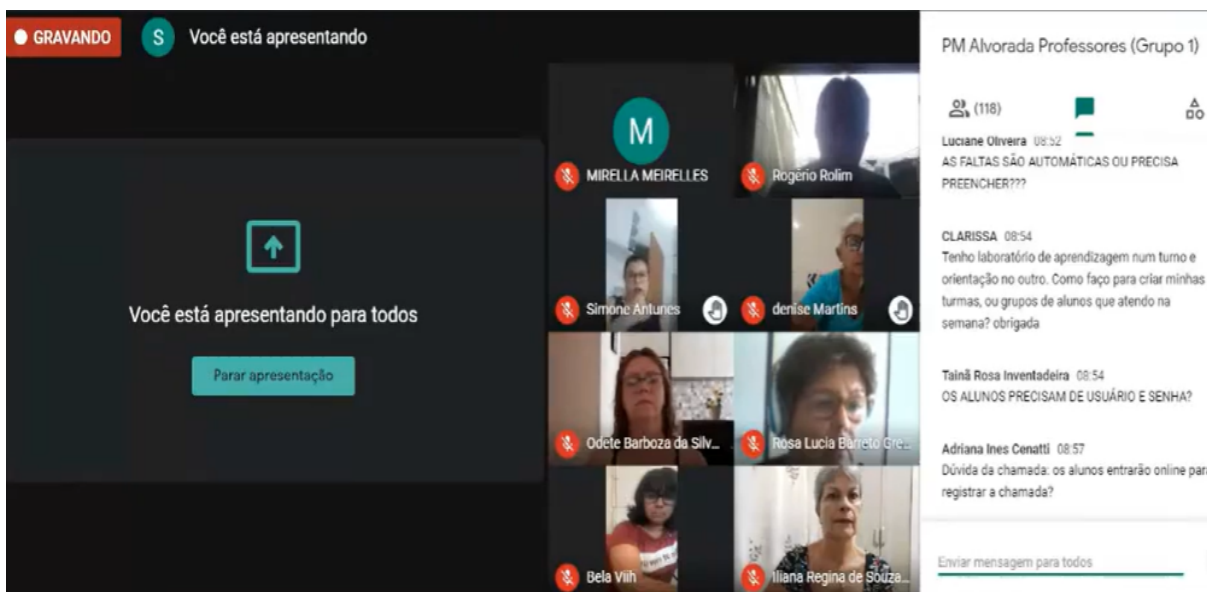 GRAVANDO
S
Você está apresentando
Você está apresentando para todos
Parar apresentação
M
MIRELLA MEIRELLES
Rogério Rolim
Simone Antunes
denise Martins
Odete Barboza da Silv...
Rosa Lucia Barreto Gre...
Bela Viih
Iliana Regina de Souza...
PM Alvorada Professores (Grupo 1)
(118)
Luciane Oliveira 08:52
AS FALTAS SÃO AUTOMÁTICAS OU PRECISA
PREENCHER???
CLARISSA 08:54
Tenho laboratório de aprendizagem num turno e
orientação no outro. Como faço para criar minhas
turmas, ou grupos de alunos que atendo na
semana? obrigada
Tainã Rosa Inventadeira 08:54
OS ALUNOS PRECISAM DE USUÁRIO E SENHA?
Adriana Ines Cenatti 08:57
Dúvida da chamada: os alunos entrarão online para
registrar a chamada?
Enviar mensagem para todos